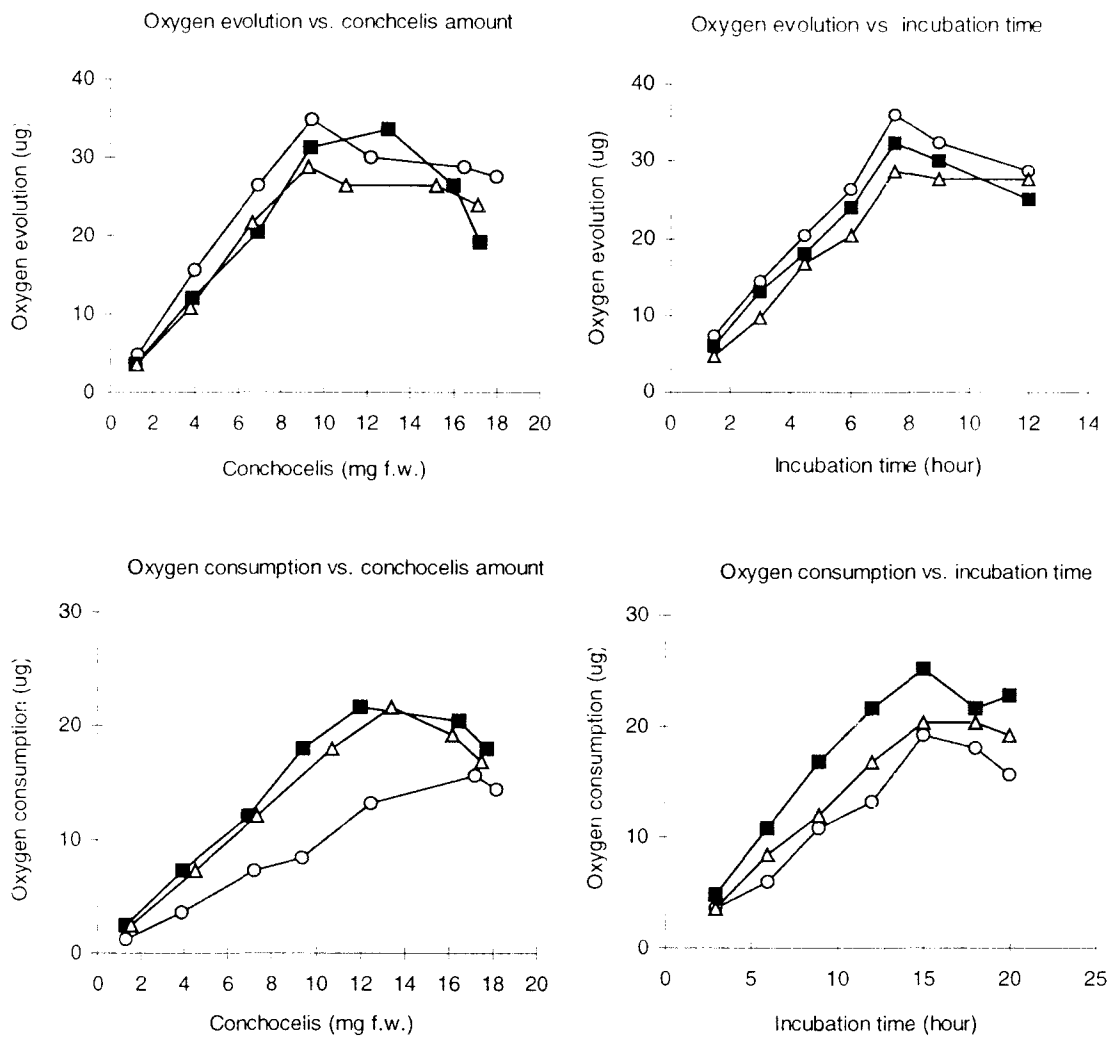 Oxygen evolution vs. conchcelis amount
40
30
20
10
0
Oxygen evolution (ug)
0 2 4 6 8 10 12 14 16 18 20
Conchocelis (mg f.w.)
Oxygen evolution vs incubation time
40
30
20
10
0
Oxygen evolution (ug)
0 2 4 6 8 10 12 14
Incubation time (hour)
Oxygen consumption vs. conchocelis amount
30
20
10
0
Oxygen consumption (ug)
0 2 4 6 8 10 12 14 16 18 20
Conchocelis (mg f.w.)
Oxygen consumption vs. incubation time
30
20
10
0
Oxygen consumption (ug)
0 5 10 15 20 25
Incubation time (hour)